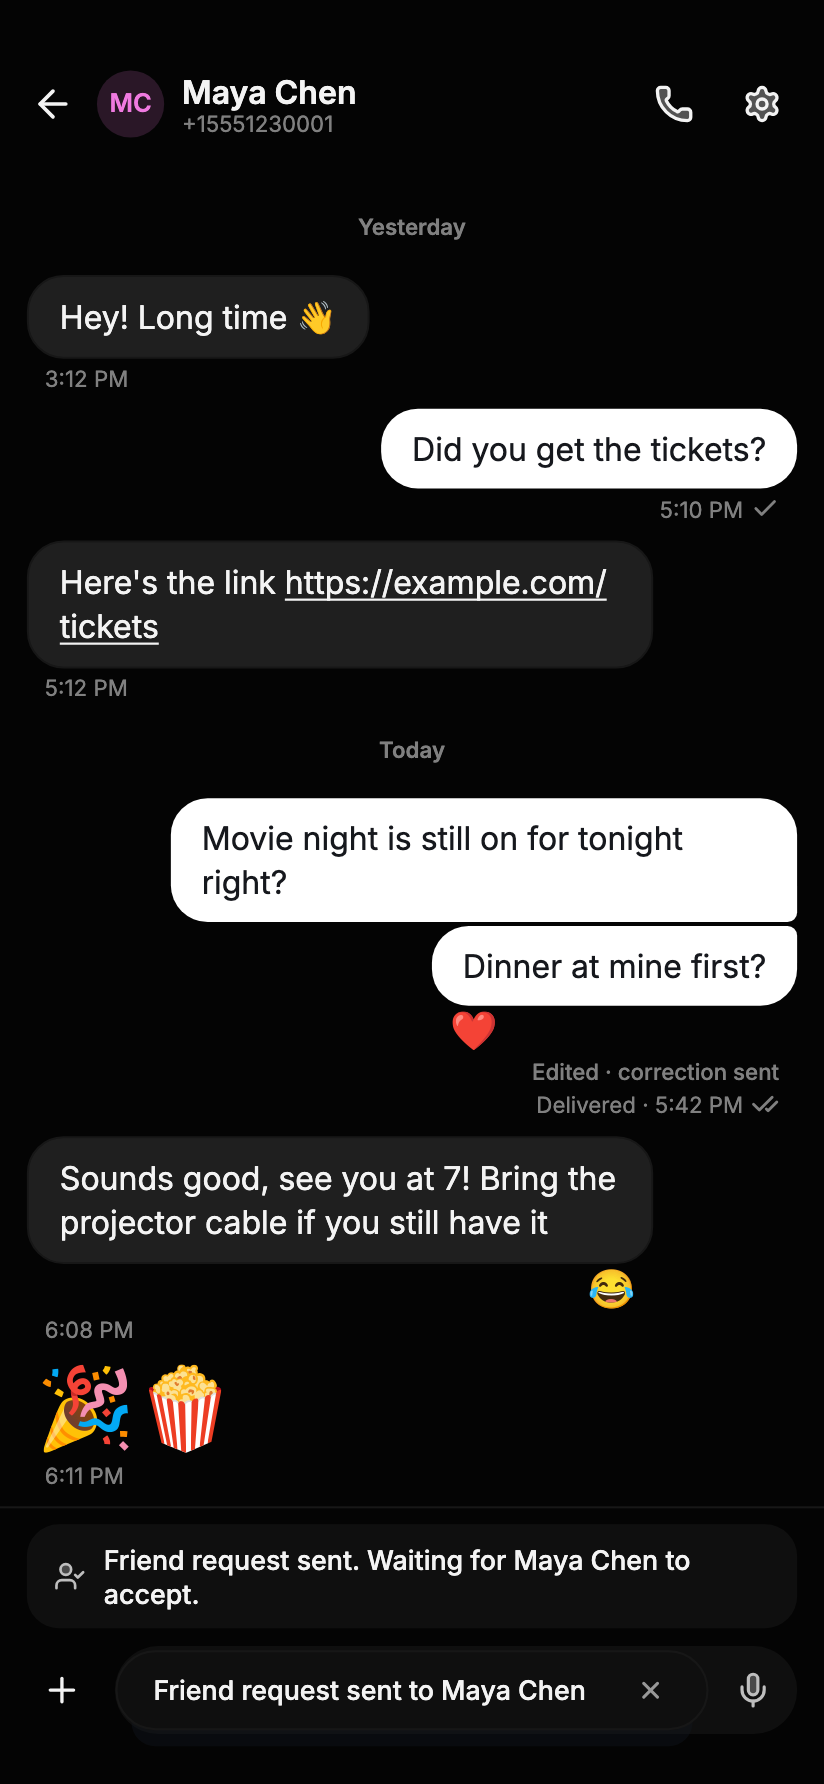 MC
Maya Chen
+15551230001
Yesterday
Hey! Long time 👋
3:12 PM
Did you get the tickets?
5:10 PM
Here's the link https://example.com/
tickets
5:12 PM
Today
Movie night is still on for tonight
right?
Dinner at mine first?
❤️
Edited · correction sent
Delivered · 5:42 PM
Sounds good, see you at 7! Bring the
projector cable if you still have it
😂
6:08 PM
🎉🍿
6:11 PM
Friend request sent. Waiting for Maya Chen to
accept.
Friend request sent to Maya Chen